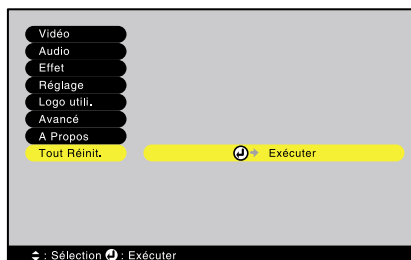 Vidéo
Audio
Effet
Réglage
Logo utili.
Avancé
A Propos
Tout Réinit. Exécuter
: Sélection : Exécuter